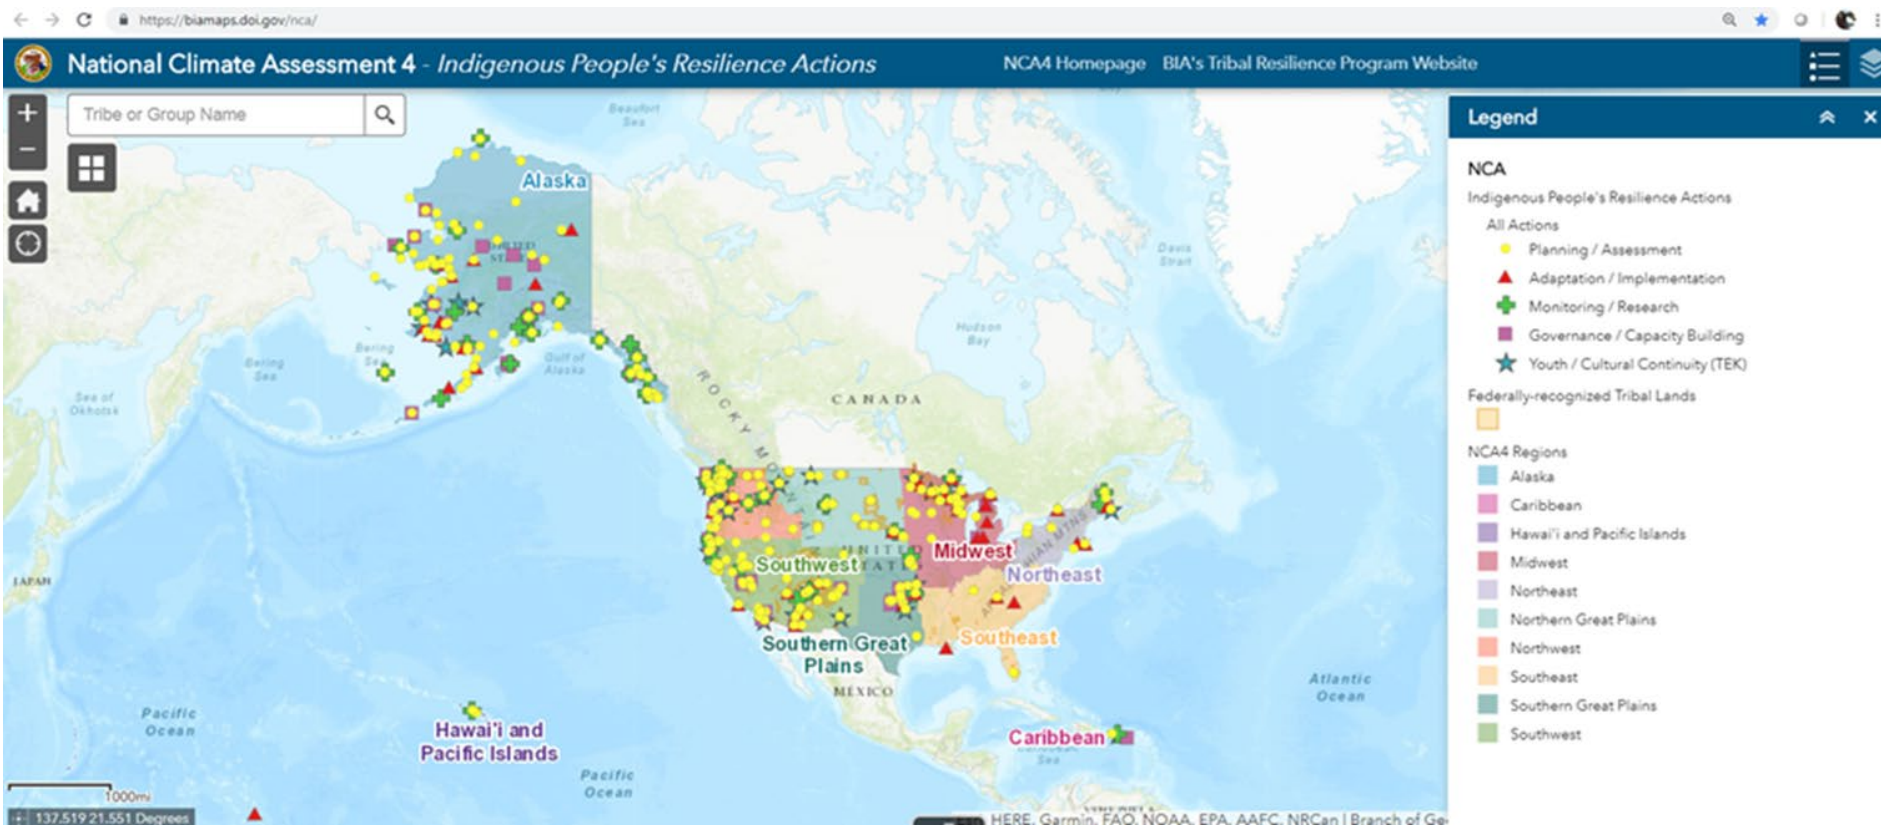 https://biamaps.doi.gov/nca/
National Climate Assessment 4 - Indigenous People's Resilience Actions
NCA4 Homepage
BIA's Tribal Resilience Program Website
Tribe or Group Name
Legend
NCA
Indigenous People's Resilience Actions
All Actions
Planning / Assessment
Adaptation / Implementation
Monitoring / Research
Governance / Capacity Building
Youth / Cultural Continuity (TEK)
Federally-recognized Tribal Lands
NCA4 Regions
Alaska
Caribbean
Hawai'i and Pacific Islands
Midwest
Northeast
Northern Great Plains
Northwest
Southeast
Southern Great Plains
Southwest
Beaufort
Sea
Alaska
Davis
Strait
Hudson
Bay
Bering
Sea
Bering
Sea
Gulf of
Alaska
Sea of
Okhotsk
CANADA
ROCKY
JAPAN
UNITED
Midwest
Southwest
Northeast
Southeast
Southern Great
Plains
MÉXICO
Atlantic
Ocean
Pacific
Ocean
Hawai'i and
Pacific Islands
Caribbean
Sea
Pacific
Ocean
1000mi
137.519 21.551 Degrees
HERE, Garmin, FAO, NOAA, EPA, AAFC, NRCan | Branch of Ge